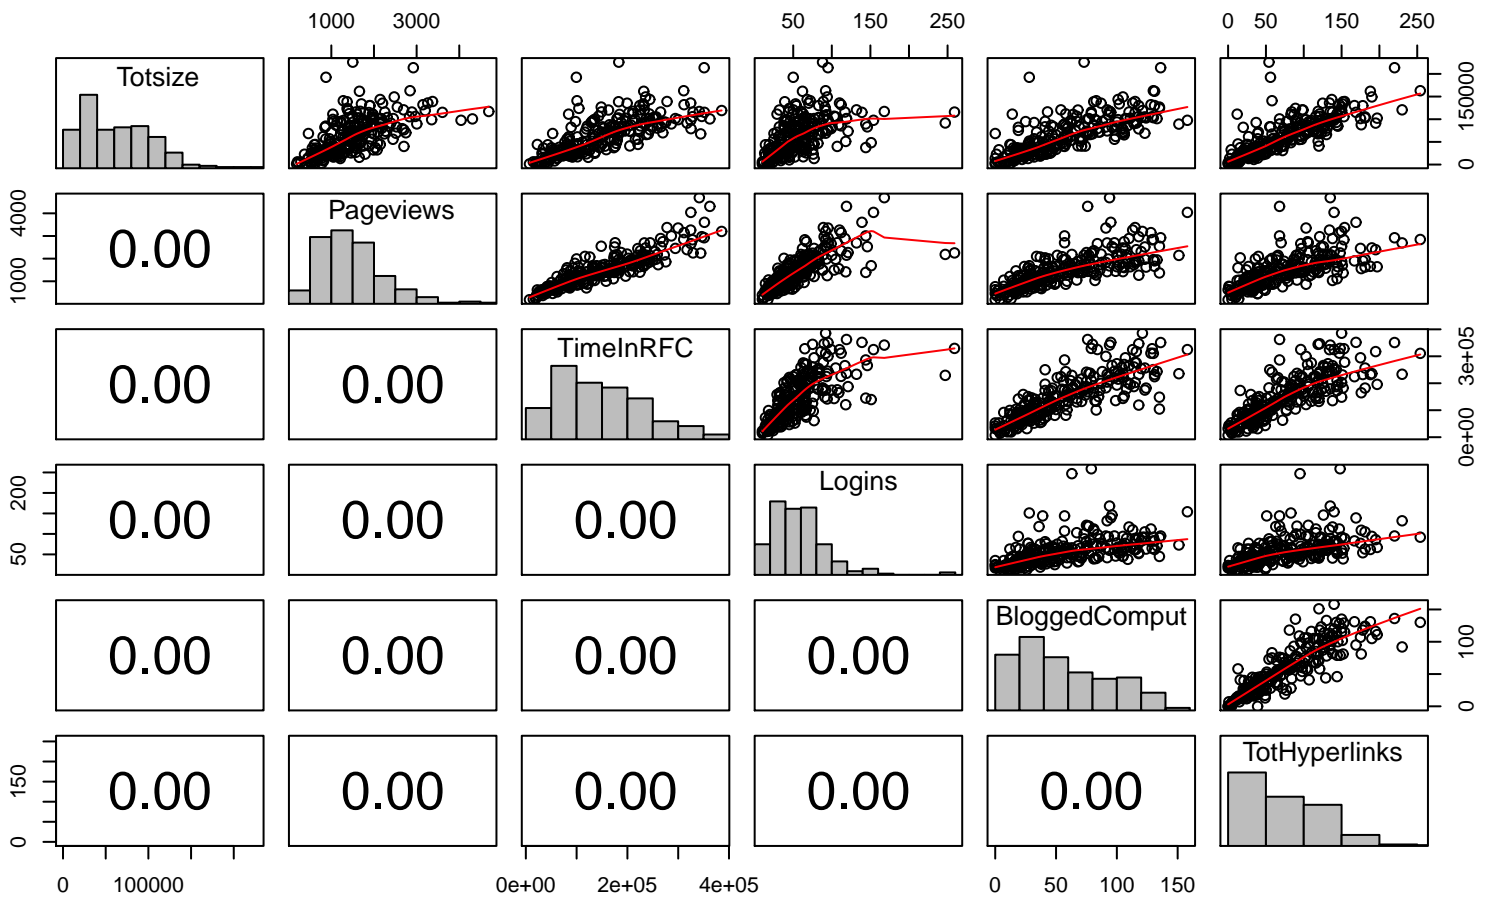 1000 3000 50 150 250 0 50 150 250
Totsize
0 150000
1000 4000
0.00
Pageviews
0.00 0.00
TimeInRFC
0e+00 3e+05
50 200
0.00 0.00 0.00
Logins
0.00 0.00 0.00 0.00
BloggedComput
0 100
0 150
0.00 0.00 0.00 0.00 0.00
TotHyperlinks
0 100000 0e+00 2e+05 4e+05 0 50 100 150